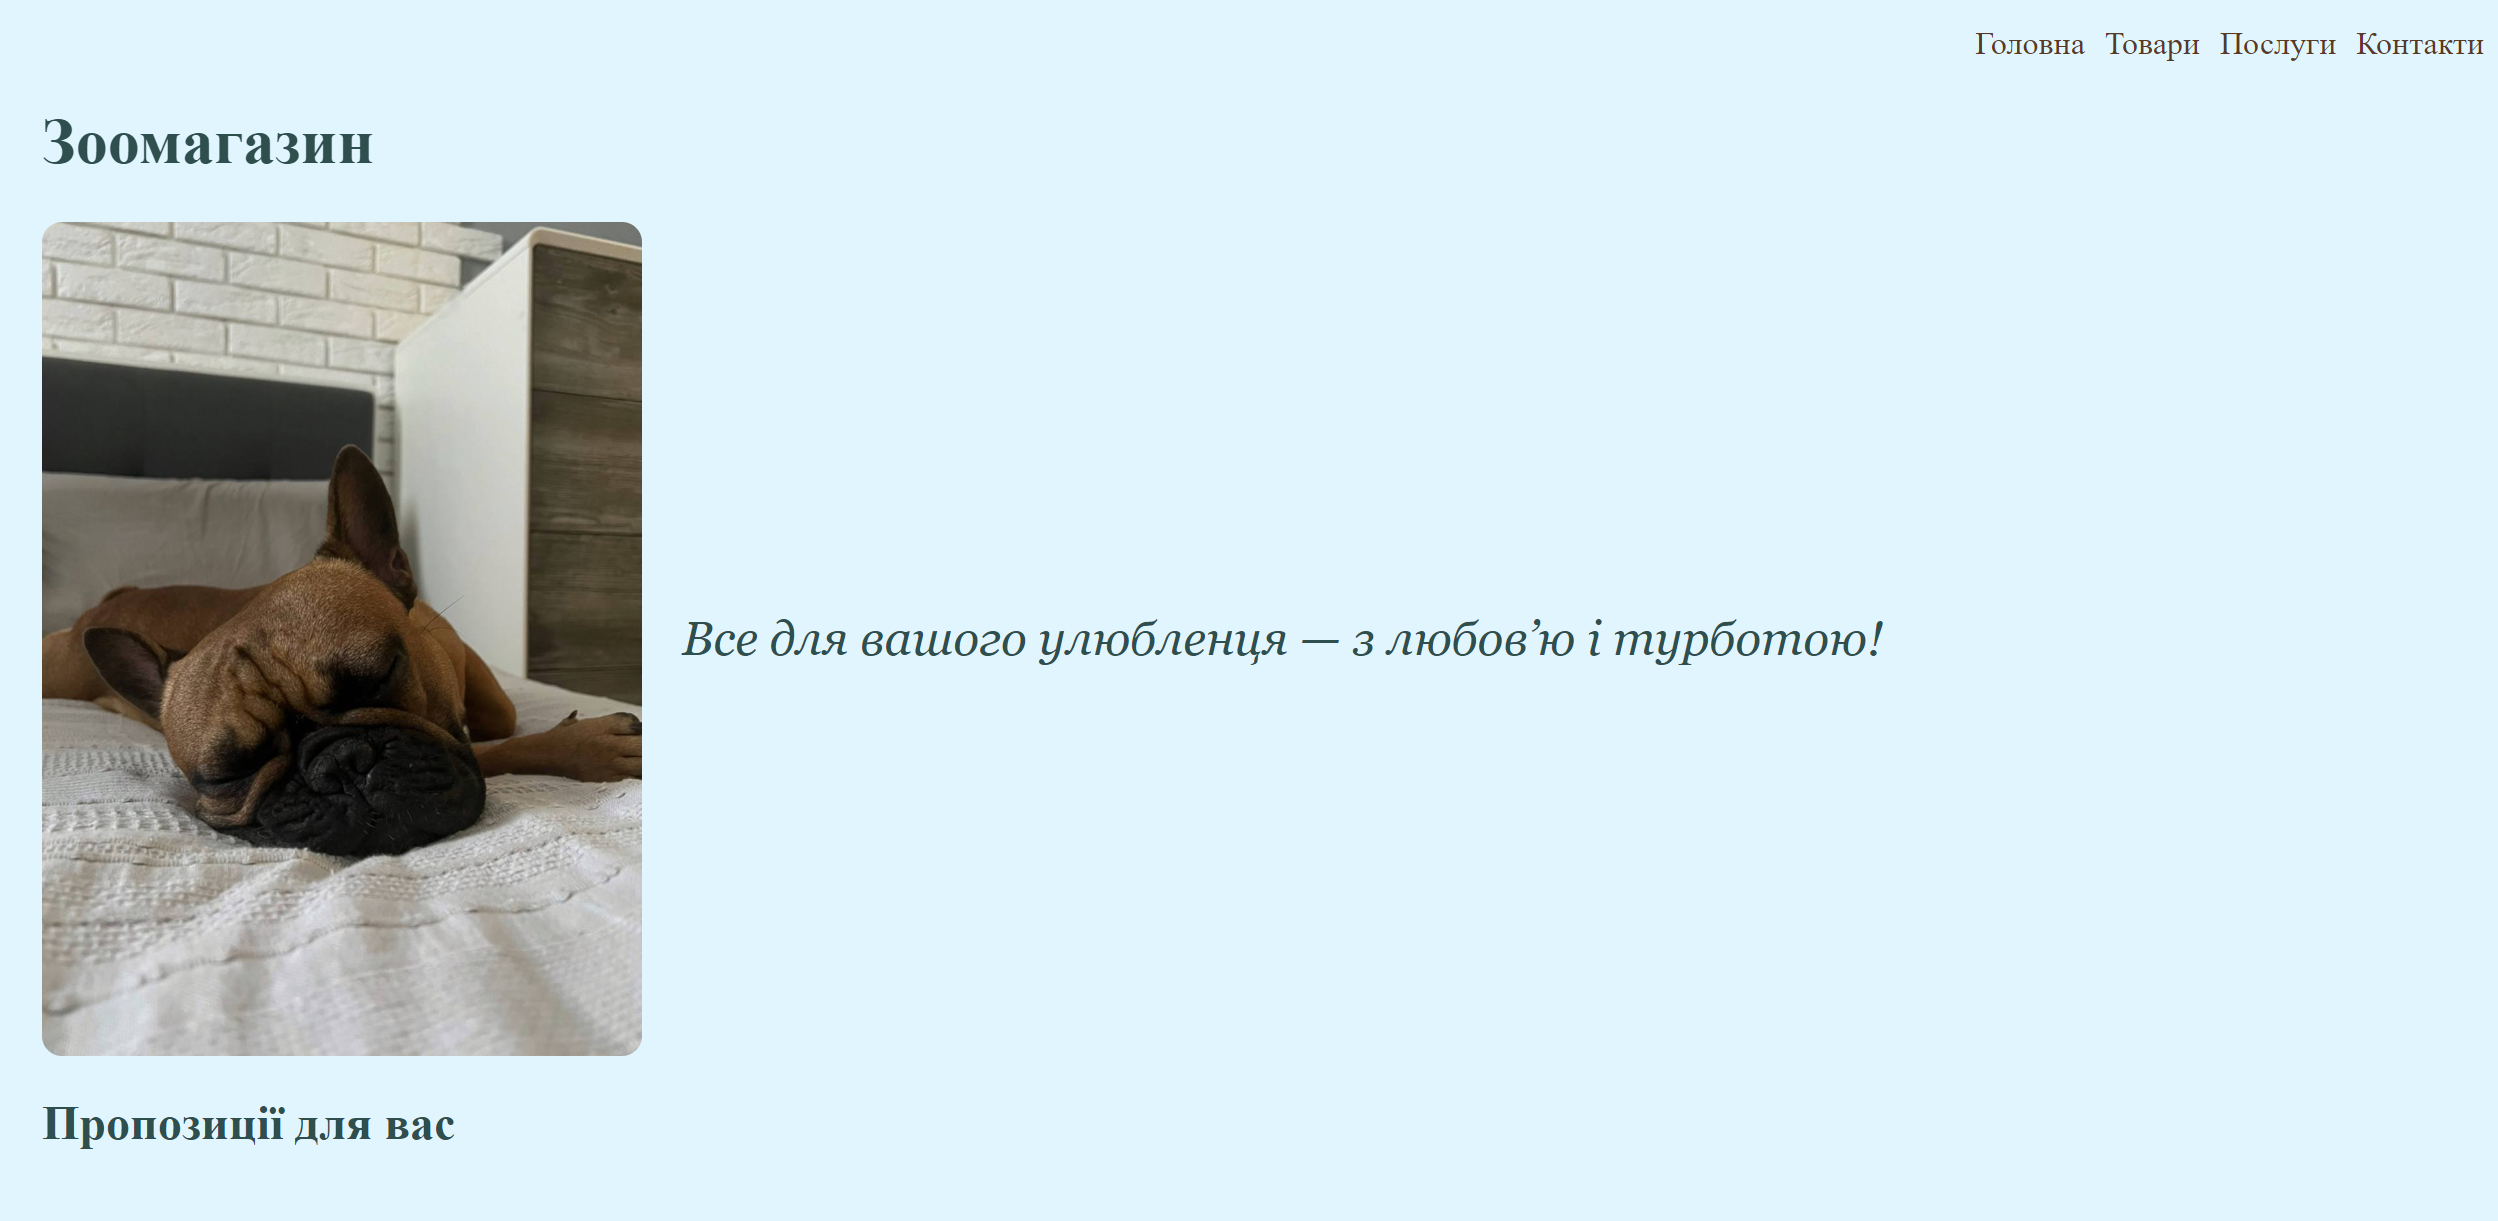 Головна Товари Послуги Контакти
Зоомагазин
Все для вашого улюбленця — з любов’ю і турботою!
Пропозиції для вас